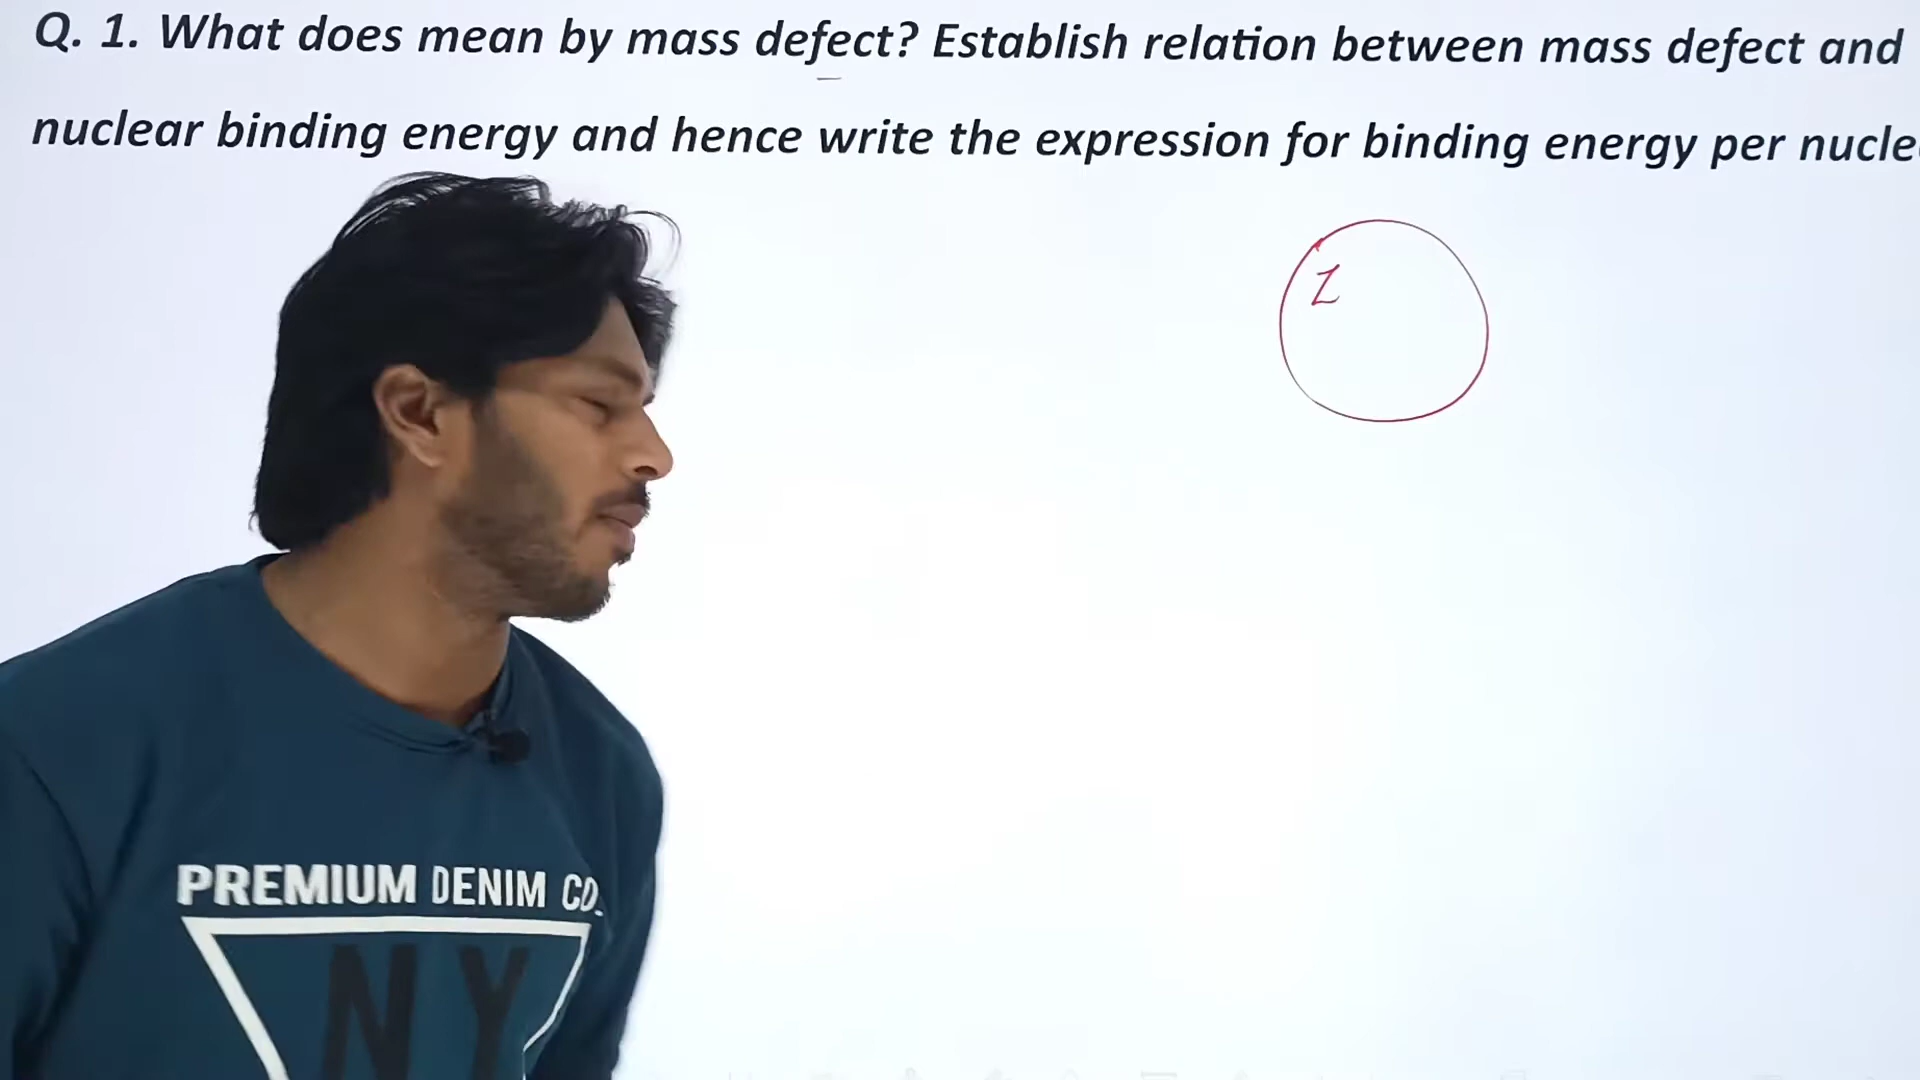 Q. 1. What does mean by mass defect? Establish relation between mass defect and
nuclear binding energy and hence write the expression for binding energy per nucle
Z
PREMIUM DENIM CO.
NY